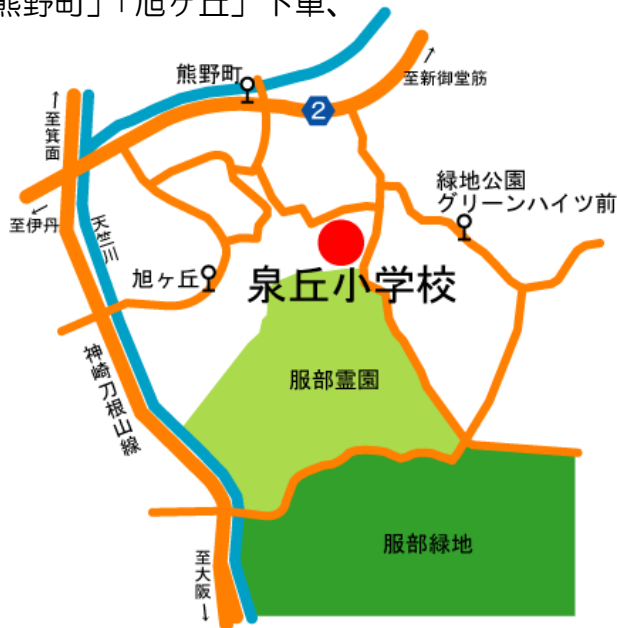 熊野町」「旭ヶ丘」下車、
熊野町
至新御堂筋
2
↑至箕面
緑地公園
グリーンハイツ前
至伊丹
天竺川
旭ヶ丘
泉丘小学校
神崎刀根山線
服部霊園
服部緑地
至大阪↓